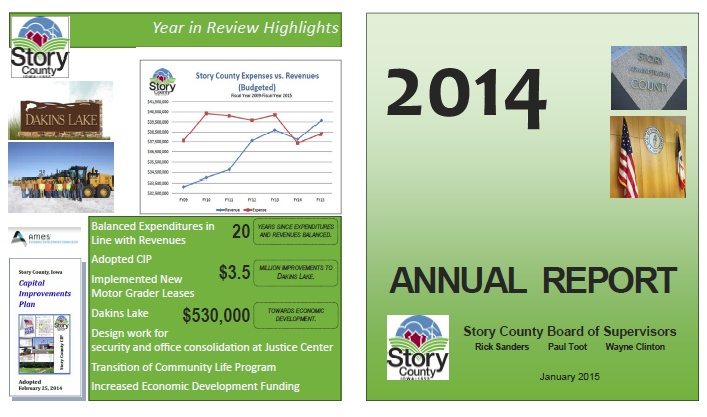 Year in Review Highlights
Story
County
IOWA
DAKINS LAKE
Story County Expenses vs. Revenues
(Budgeted)
Fiscal Year 2009-Fiscal Year 2015
FY09 FY10 FY11 FY12 FY13 FY14 FY15
Revenue Expense
AMES
Story County, Iowa
Capital
Improvements
Plan
Story County CIP
Adopted
February 25, 2014
Balanced Expenditures in
Line with Revenues
20
YEARS SINCE EXPENDITURES
AND REVENUES BALANCED.
Adopted CIP
Implemented New
Motor Grader Leases
$3.5
MILLION IMPROVEMENTS TO
DAKINS LAKE.
Dakins Lake
$530,000
TOWARDS ECONOMIC
DEVELOPMENT.
Design work for
security and office consolidation at Justice Center
Transition of Community Life Program
Increased Economic Development Funding
2014
STORY
ADMINISTRATION
COUNTY
ANNUAL REPORT
Story
County
Story County Board of Supervisors
Rick Sanders Paul Toot Wayne Clinton
January 2015